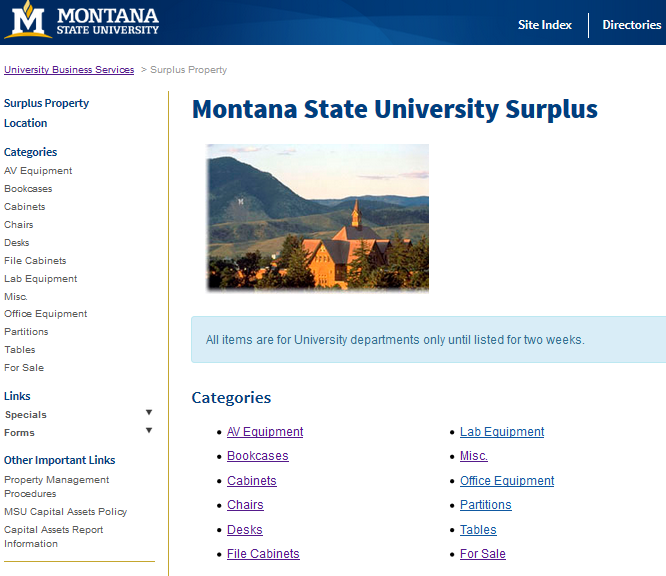 MONTANA
STATE UNIVERSITY
Site Index
Directories
University Business Services > Surplus Property
Surplus Property
Location
Categories
AV Equipment
Bookcases
Cabinets
Chairs
Desks
File Cabinets
Lab Equipment
Misc.
Office Equipment
Partitions
Tables
For Sale
Links
Specials
Forms
Other Important Links
Property Management
Procedures
MSU Capital Assets Policy
Capital Assets Report
Information
Montana State University Surplus
M
All items are for University departments only until listed for two weeks.
Categories
AV Equipment
Bookcases
Cabinets
Chairs
Desks
File Cabinets
Lab Equipment
Misc.
Office Equipment
Partitions
Tables
For Sale